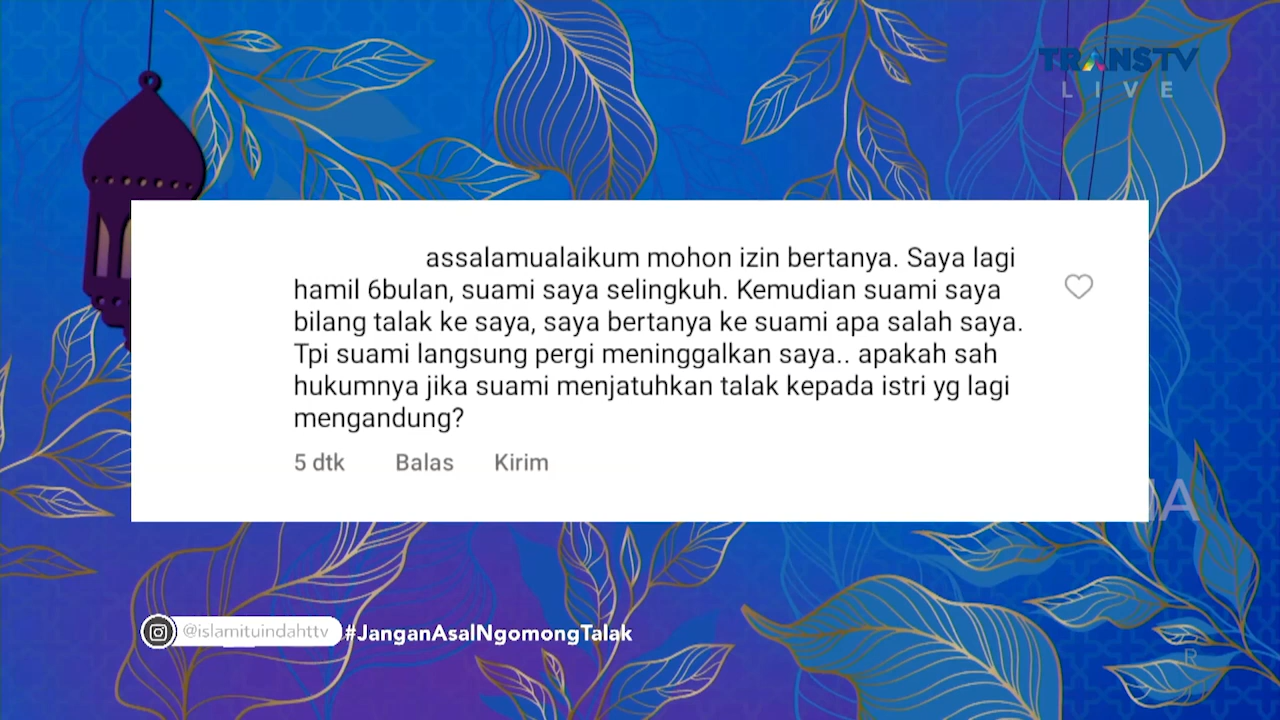 TRANSTV
LIVE
assalamualaikum mohon izin bertanya. Saya lagi
hamil 6bulan, suami saya selingkuh. Kemudian suami saya
bilang talak ke saya, saya bertanya ke suami apa salah saya.
Tpi suami langsung pergi meninggalkan saya.. apakah sah
hukumnya jika suami menjatuhkan talak kepada istri yg lagi
mengandung?
5 dtk Balas Kirim
@islamituindahttv #JanganAsalNgomongTalak
R